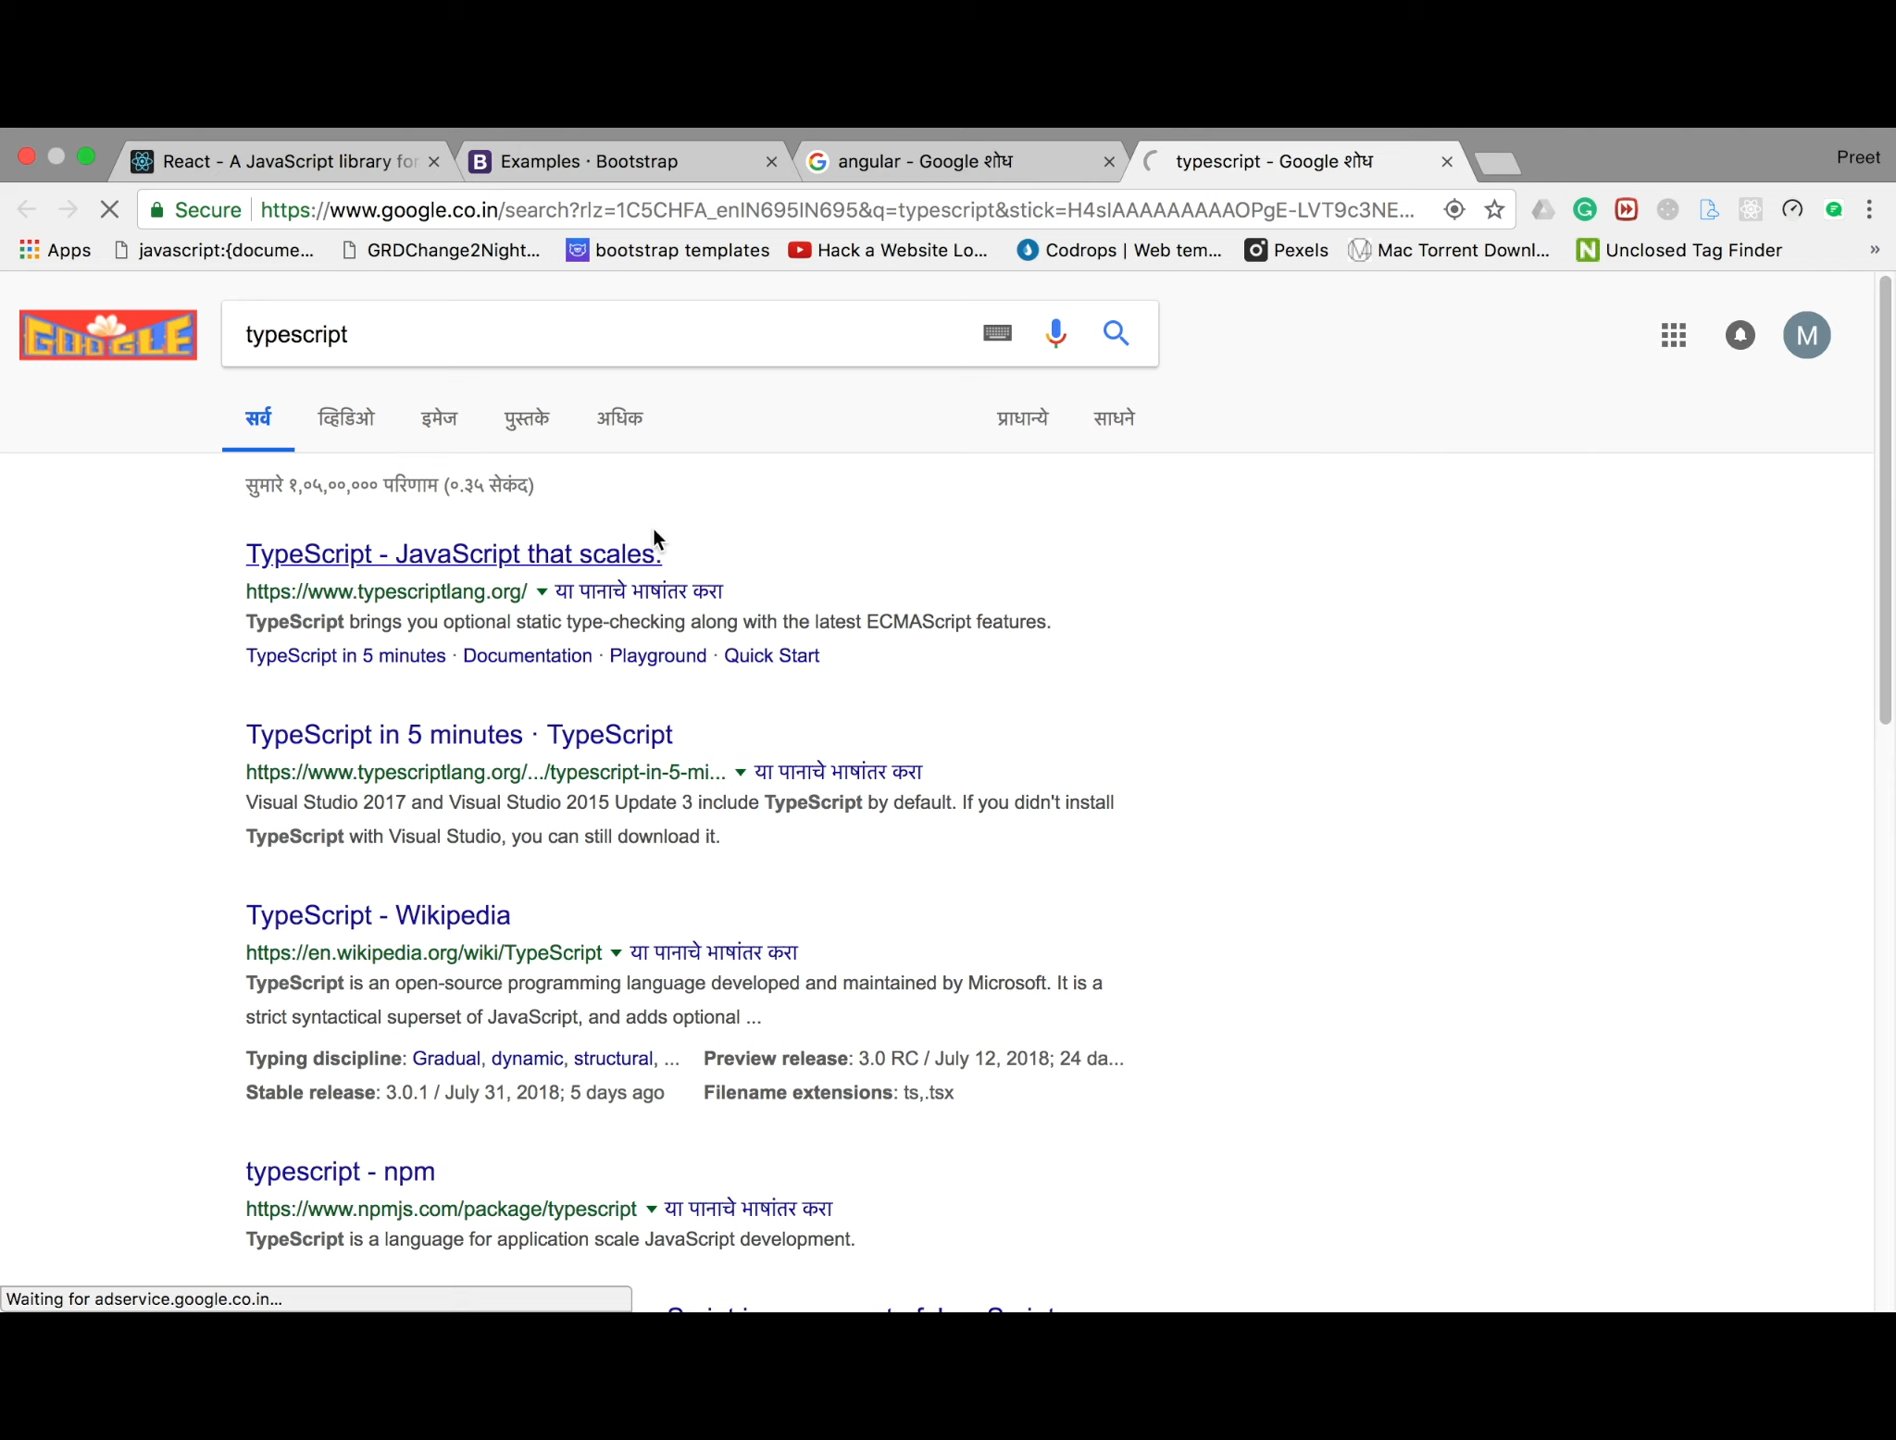 React - A JavaScript library for
Examples · Bootstrap
angular - Google शोध
typescript - Google शोध
Preet
Secure
https://www.google.co.in/search?rlz=1C5CHFA_enIN695IN695&q=typescript&stick=H4sIAAAAAAAAAOPgE-LVT9c3NE...
Apps
javascript:{docume...
GRDChange2Night...
bootstrap templates
Hack a Website Lo...
Codrops | Web tem...
Pexels
Mac Torrent Downl...
Unclosed Tag Finder
»
GOOGLE
typescript
M
सर्व
व्हिडिओ
इमेज
पुस्तके
अधिक
प्राधान्ये
साधने
सुमारे १,०५,००,००० परिणाम (०.३५ सेकंद)
TypeScript - JavaScript that scales.
https://www.typescriptlang.org/ ▼ या पानाचे भाषांतर करा
TypeScript brings you optional static type-checking along with the latest ECMAScript features.
TypeScript in 5 minutes · Documentation · Playground · Quick Start
TypeScript in 5 minutes · TypeScript
https://www.typescriptlang.org/.../typescript-in-5-mi... ▼ या पानाचे भाषांतर करा
Visual Studio 2017 and Visual Studio 2015 Update 3 include TypeScript by default. If you didn't install
TypeScript with Visual Studio, you can still download it.
TypeScript - Wikipedia
https://en.wikipedia.org/wiki/TypeScript ▼ या पानाचे भाषांतर करा
TypeScript is an open-source programming language developed and maintained by Microsoft. It is a
strict syntactical superset of JavaScript, and adds optional ...
Typing discipline: Gradual, dynamic, structural, ... Preview release: 3.0 RC / July 12, 2018; 24 da...
Stable release: 3.0.1 / July 31, 2018; 5 days ago Filename extensions: ts,.tsx
typescript - npm
https://www.npmjs.com/package/typescript ▼ या पानाचे भाषांतर करा
TypeScript is a language for application scale JavaScript development.
Waiting for adservice.google.co.in...